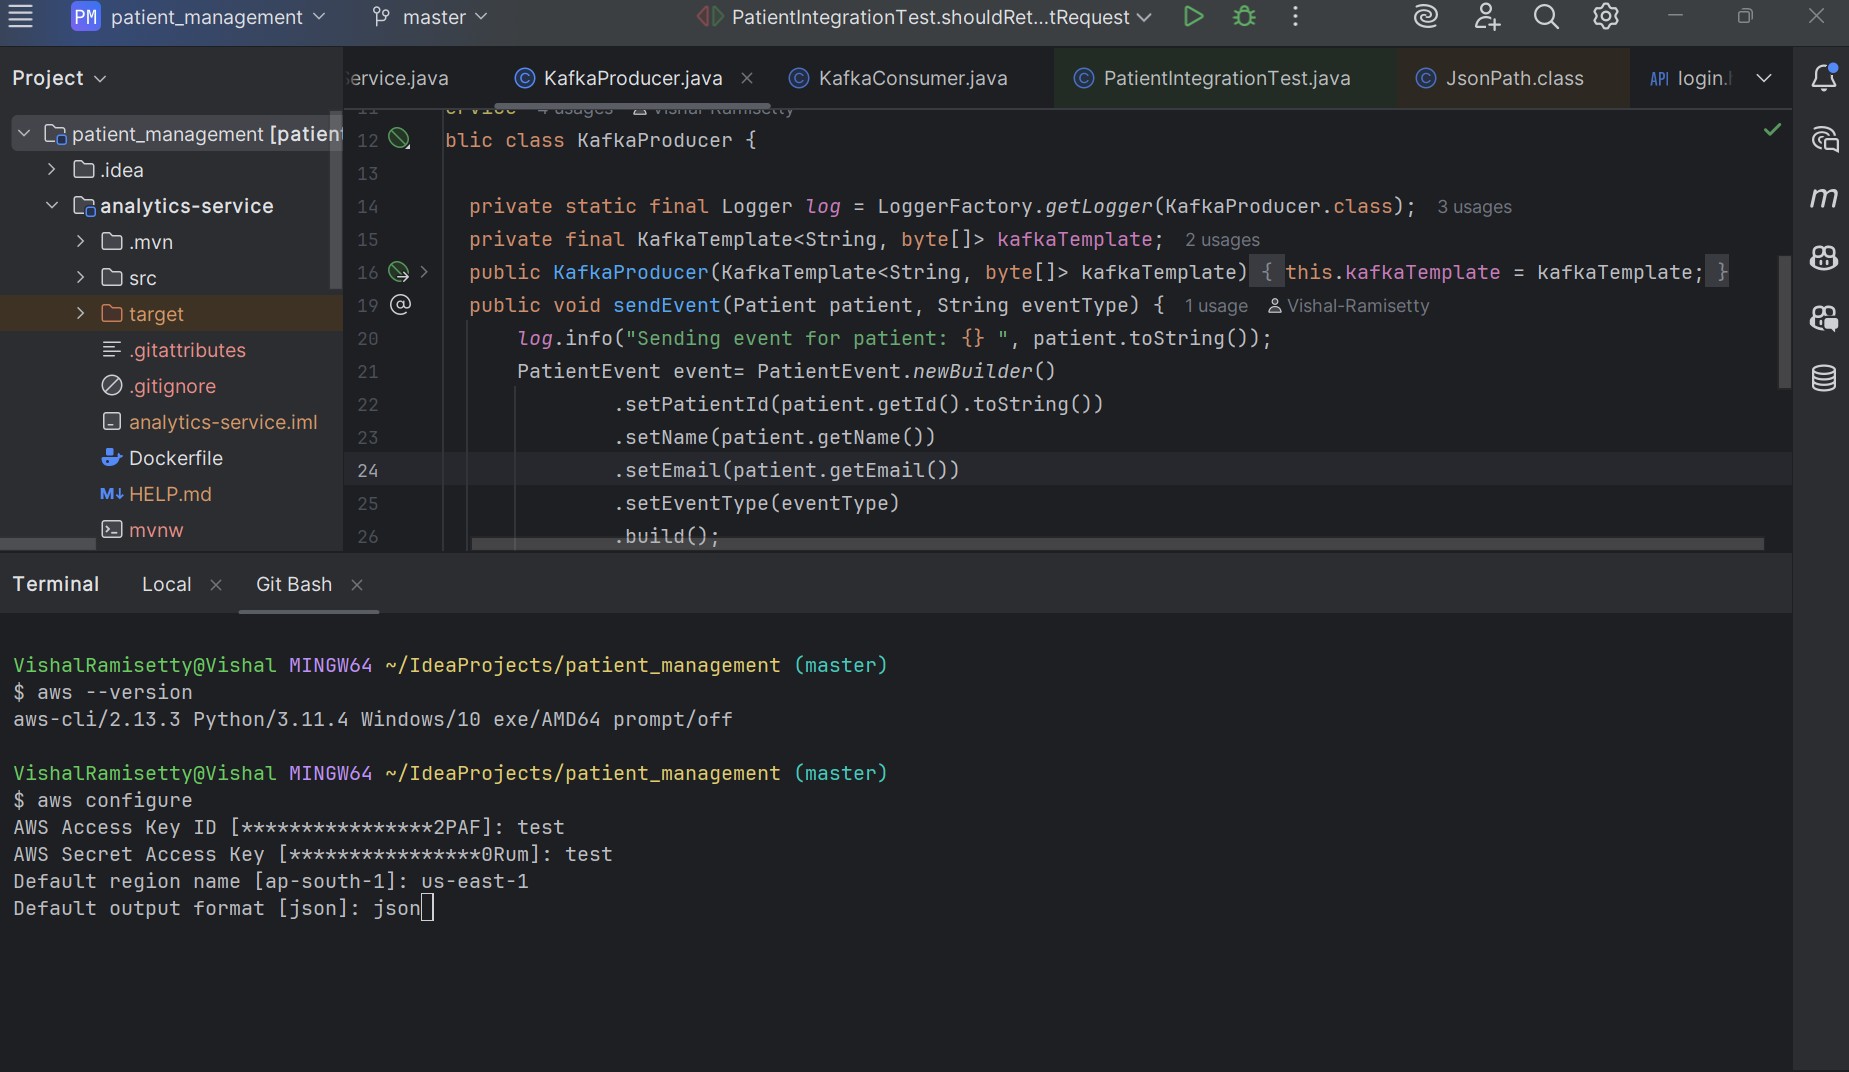 PM patient_management master PatientIntegrationTest.shouldRet...tRequest
Project
ervice.java KafkaProducer.java KafkaConsumer.java PatientIntegrationTest.java JsonPath.class API login.
patient_management [patien
.idea
analytics-service
.mvn
src
target
.gitattributes
.gitignore
analytics-service.iml
Dockerfile
M↓ HELP.md
mvnw
11 ervice 4 usages Vishal-Ramisetty
12 blic class KafkaProducer {
13
14 private static final Logger log = LoggerFactory.getLogger(KafkaProducer.class); 3 usages
15 private final KafkaTemplate<String, byte[]> kafkaTemplate; 2 usages
16 public KafkaProducer(KafkaTemplate<String, byte[]> kafkaTemplate) { this.kafkaTemplate = kafkaTemplate; }
19 public void sendEvent(Patient patient, String eventType) { 1 usage Vishal-Ramisetty
20 log.info("Sending event for patient: {} ", patient.toString());
21 PatientEvent event= PatientEvent.newBuilder()
22 .setPatientId(patient.getId().toString())
23 .setName(patient.getName())
24 .setEmail(patient.getEmail())
25 .setEventType(eventType)
26 .build();
Terminal Local Git Bash
VishalRamisetty@Vishal MINGW64 ~/IdeaProjects/patient_management (master)
$ aws --version
aws-cli/2.13.3 Python/3.11.4 Windows/10 exe/AMD64 prompt/off
VishalRamisetty@Vishal MINGW64 ~/IdeaProjects/patient_management (master)
$ aws configure
AWS Access Key ID [****************2PAF]: test
AWS Secret Access Key [****************0Rum]: test
Default region name [ap-south-1]: us-east-1
Default output format [json]: json